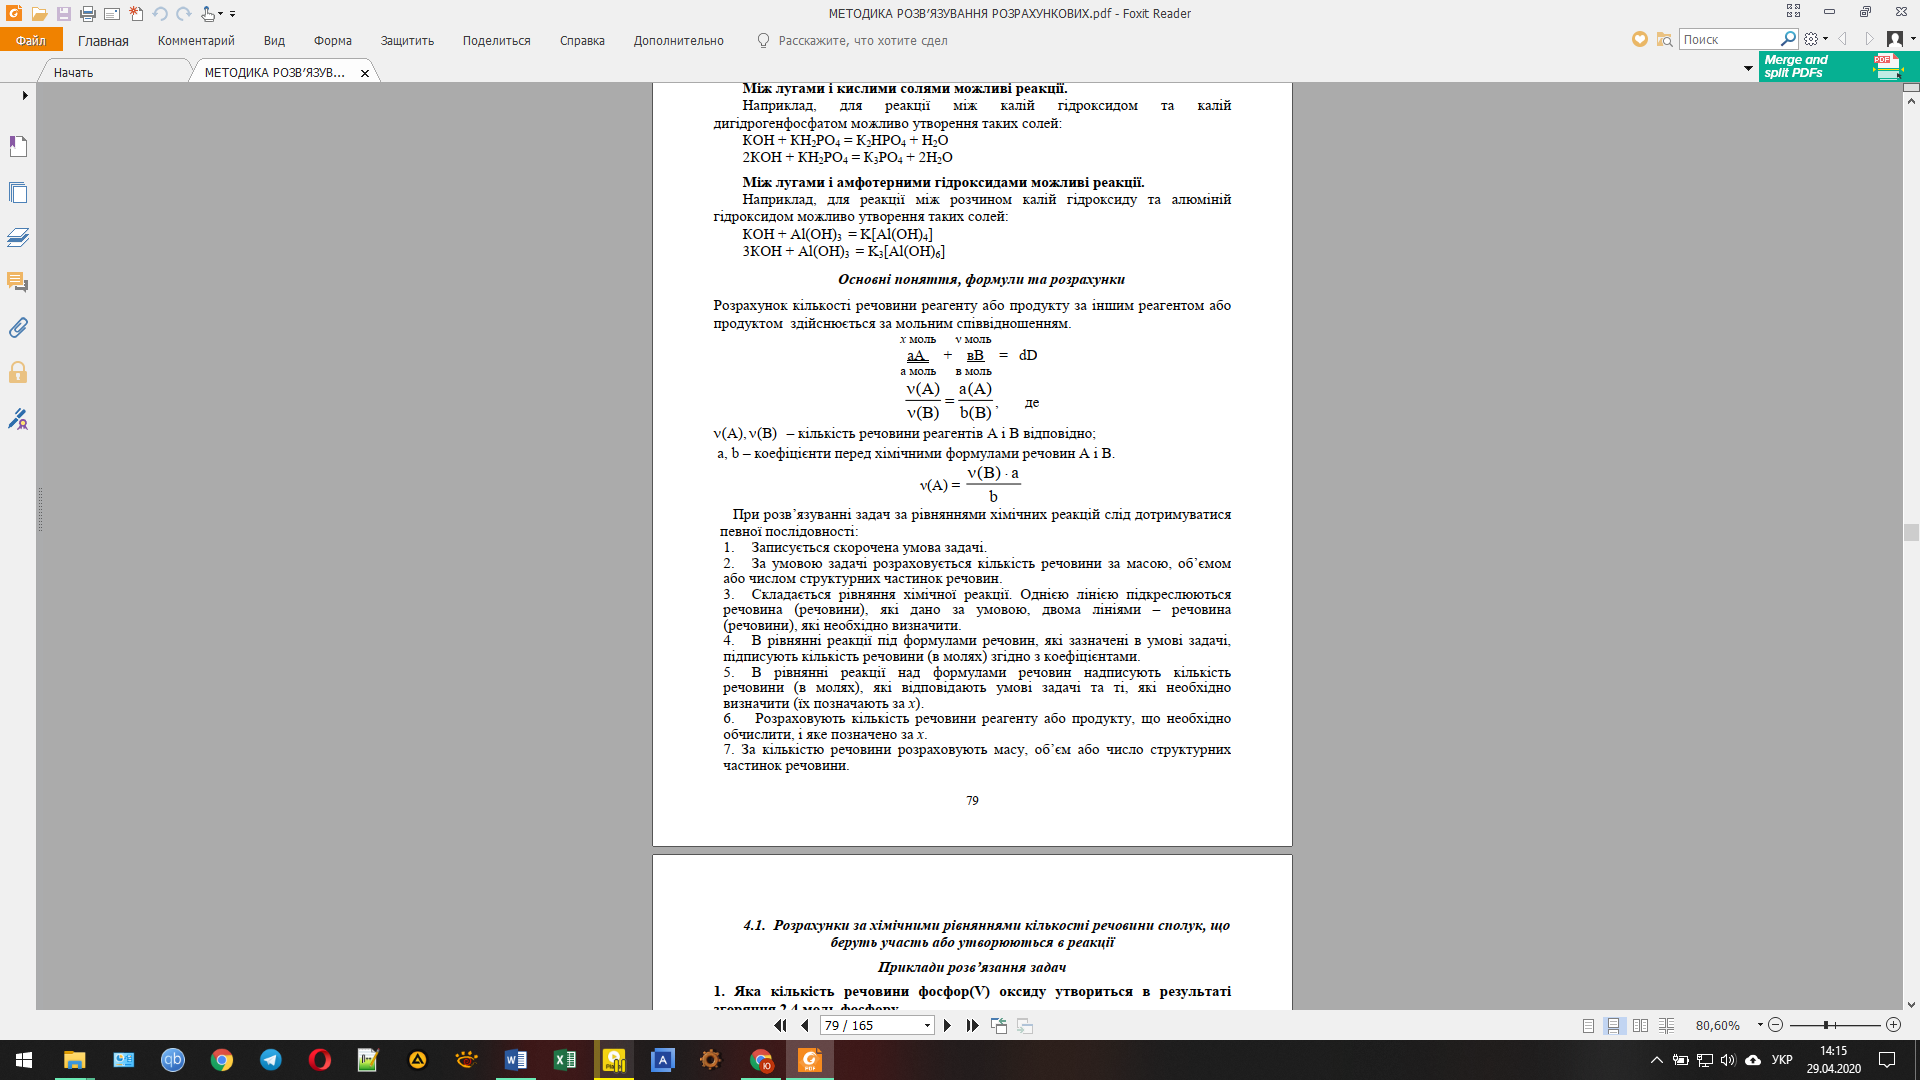 МЕТОДИКА РОЗВ'ЯЗУВАННЯ РОЗРАХУНКОВИХ.pdf - Foxit Reader
Файл Главная Комментарий Вид Форма Защитить Поделиться Справка Дополнительно Расскажите, что хотите сдел Поиск
Начать МЕТОДИКА РОЗВ'ЯЗУВ... Merge and
split PDFs
Між лугами і кислими солями можливі реакції.
Наприклад, для реакції між калій гідроксидом та калій
дигідрогенфосфатом можливо утворення таких солей:
KOH + KH₂PO₄ = K₂HPO₄ + H₂O
2KOH + KH₂PO₄ = K₃PO₄ + 2H₂O
Між лугами і амфотерними гідроксидами можливі реакції.
Наприклад, для реакції між розчином калій гідроксиду та алюміній
гідроксидом можливо утворення таких солей:
KOH + Al(OH)₃ = K[Al(OH)₄]
3KOH + Al(OH)₃ = K₃[Al(OH)₆]
Основні поняття, формули та розрахунки
Розрахунок кількості речовини реагенту або продукту за іншим реагентом або
продуктом здійснюється за мольним співвідношенням.
x моль ν моль
aA + вB = dD
a моль в моль
ν(A) a(A)
= , де
ν(B) b(B)
ν(A), ν(B) – кількість речовини реагентів A і B відповідно;
a, b – коефіцієнти перед хімічними формулами речовин A і B.
ν(B) · a
ν(A) =
b
При розв’язуванні задач за рівняннями хімічних реакцій слід дотримуватися
певної послідовності:
1. Записується скорочена умова задачі.
2. За умовою задачі розраховується кількість речовини за масою, об’ємом
або числом структурних частинок речовин.
3. Складається рівняння хімічної реакції. Однією лінією підкреслюються
речовина (речовини), які дано за умовою, двома лініями – речовина
(речовини), які необхідно визначити.
4. В рівнянні реакції під формулами речовин, які зазначені в умові задачі,
підписують кількість речовини (в молях) згідно з коефіцієнтами.
5. В рівнянні реакції над формулами речовин надписують кількість
речовини (в молях), які відповідають умові задачі та ті, які необхідно
визначити (їх позначають за x).
6. Розраховують кількість речовини реагенту або продукту, що необхідно
обчислити, і яке позначено за x.
7. За кількістю речовини розраховують масу, об’єм або число структурних
частинок речовини.
79
4.1. Розрахунки за хімічними рівняннями кількості речовини сполук, що
беруть участь або утворюються в реакції
Приклади розв’язання задач
1. Яка кількість речовини фосфор(V) оксиду утвориться в результаті
згоряння 2,4 моль фосфору
79 / 165 80,60%
УКР 14:15
29.04.2020